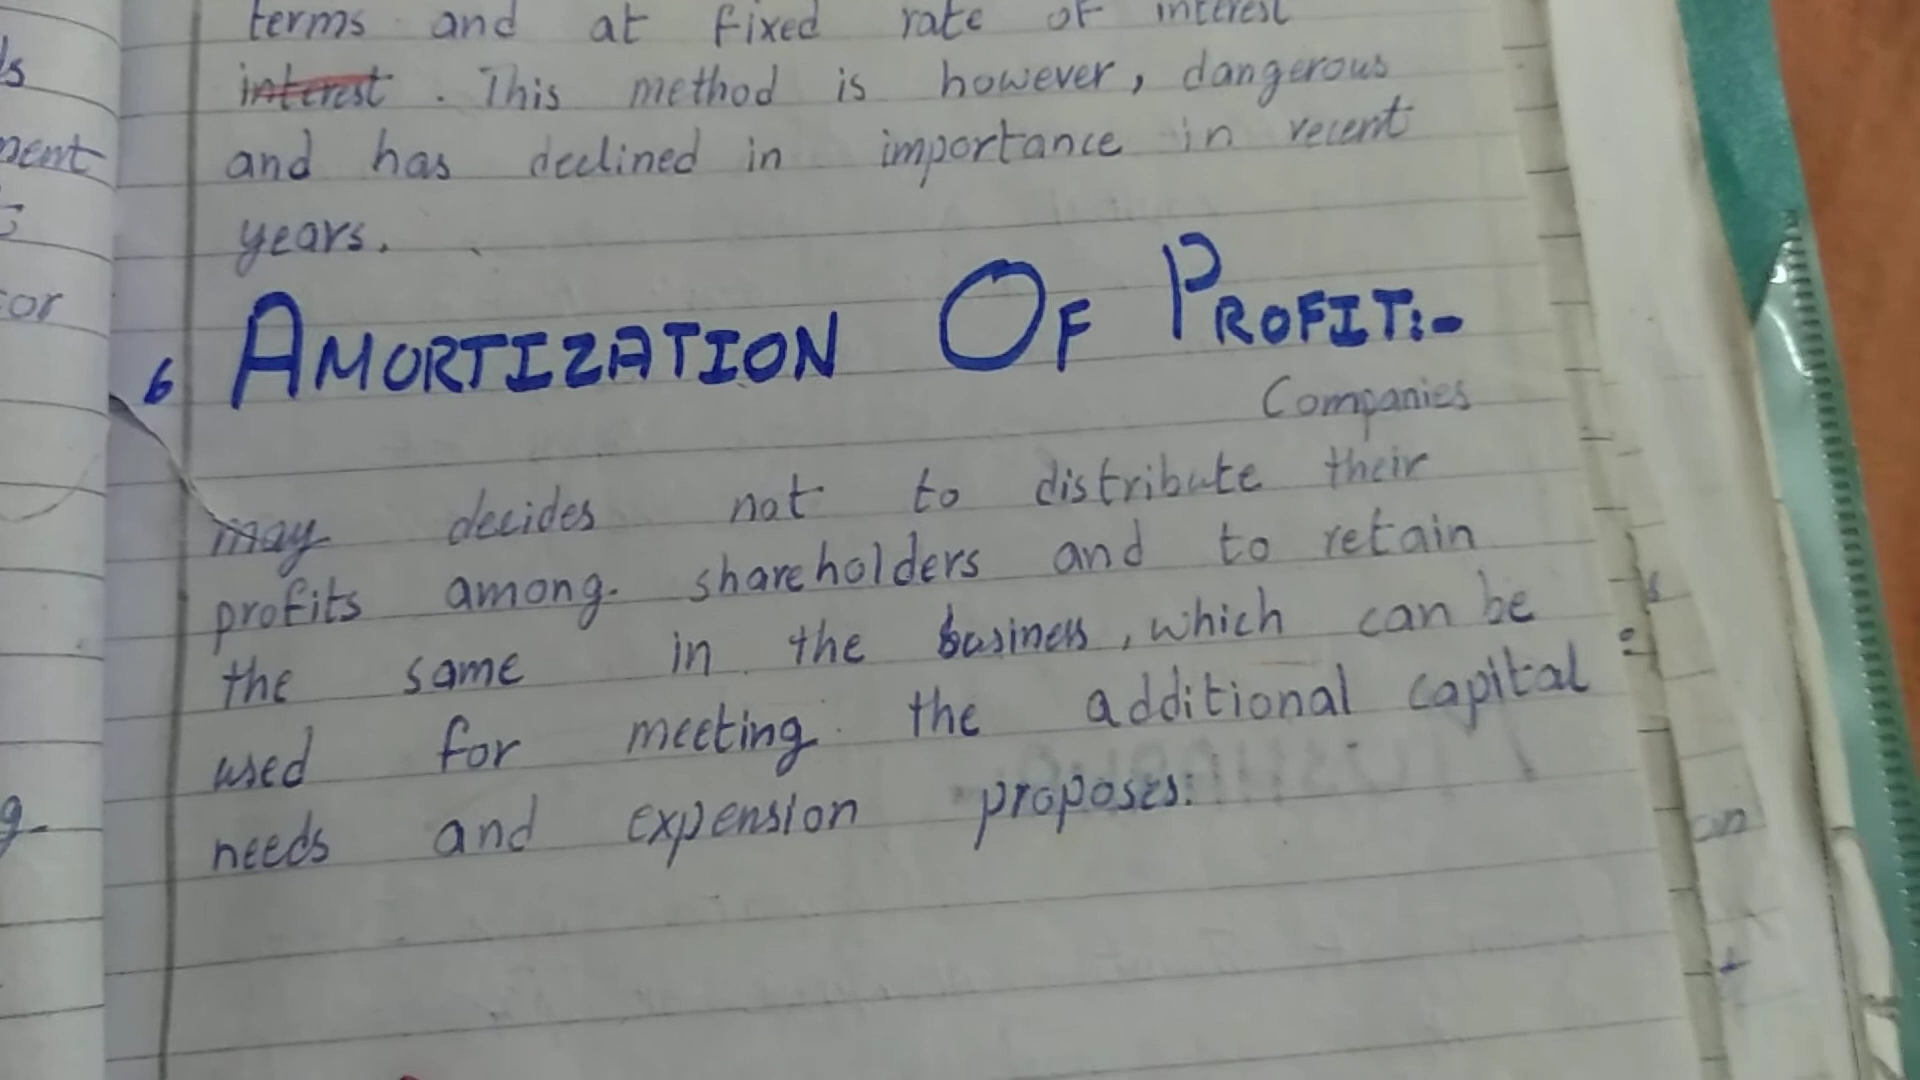 terms and at fixed rate of interest
interest. This method is however, dangerous
and has declined in importance in recent
years.
6 AMORTIZATION OF PROFIT:-
Companies
may decides not to distribute their
profits among shareholders and to retain
the same in the business, which can be
used for meeting the additional capital
needs and expension proposes.